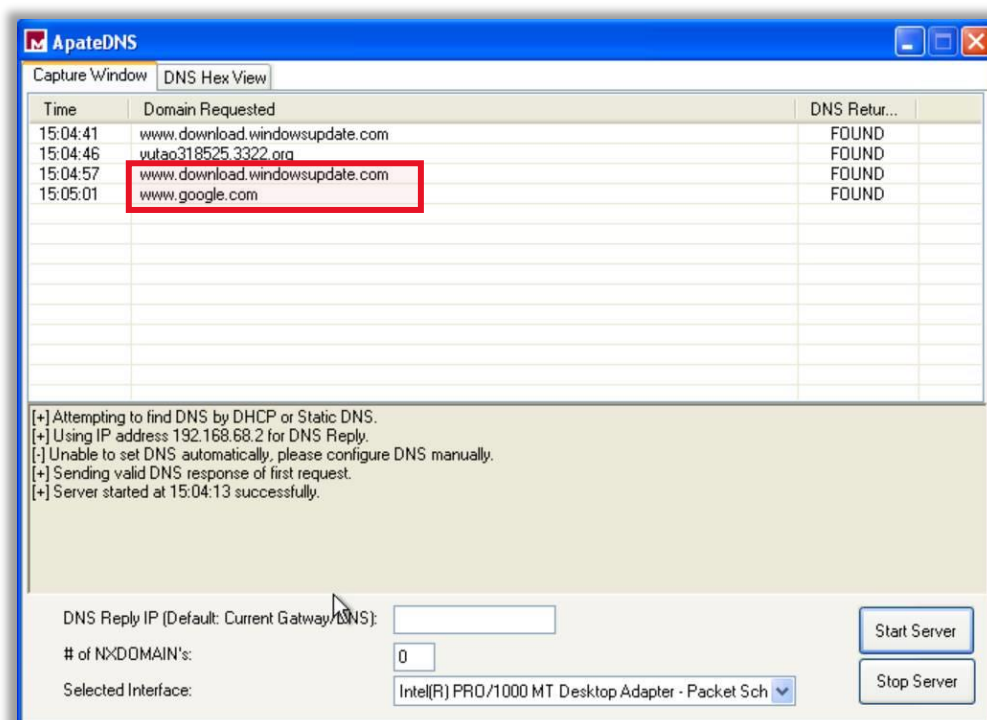 ApateDNS
Capture Window DNS Hex View
Time Domain Requested DNS Retur...
15:04:41 www.download.windowsupdate.com FOUND
15:04:46 yutao318525.3322.org FOUND
15:04:57 www.download.windowsupdate.com FOUND
15:05:01 www.google.com FOUND
[+] Attempting to find DNS by DHCP or Static DNS.
[+] Using IP address 192.168.68.2 for DNS Reply.
[-] Unable to set DNS automatically, please configure DNS manually.
[+] Sending valid DNS response of first request.
[+] Server started at 15:04:13 successfully.
DNS Reply IP (Default: Current Gatway/DNS):
Start Server
# of NXDOMAIN's: 0
Stop Server
Selected Interface: Intel(R) PRO/1000 MT Desktop Adapter - Packet Sch